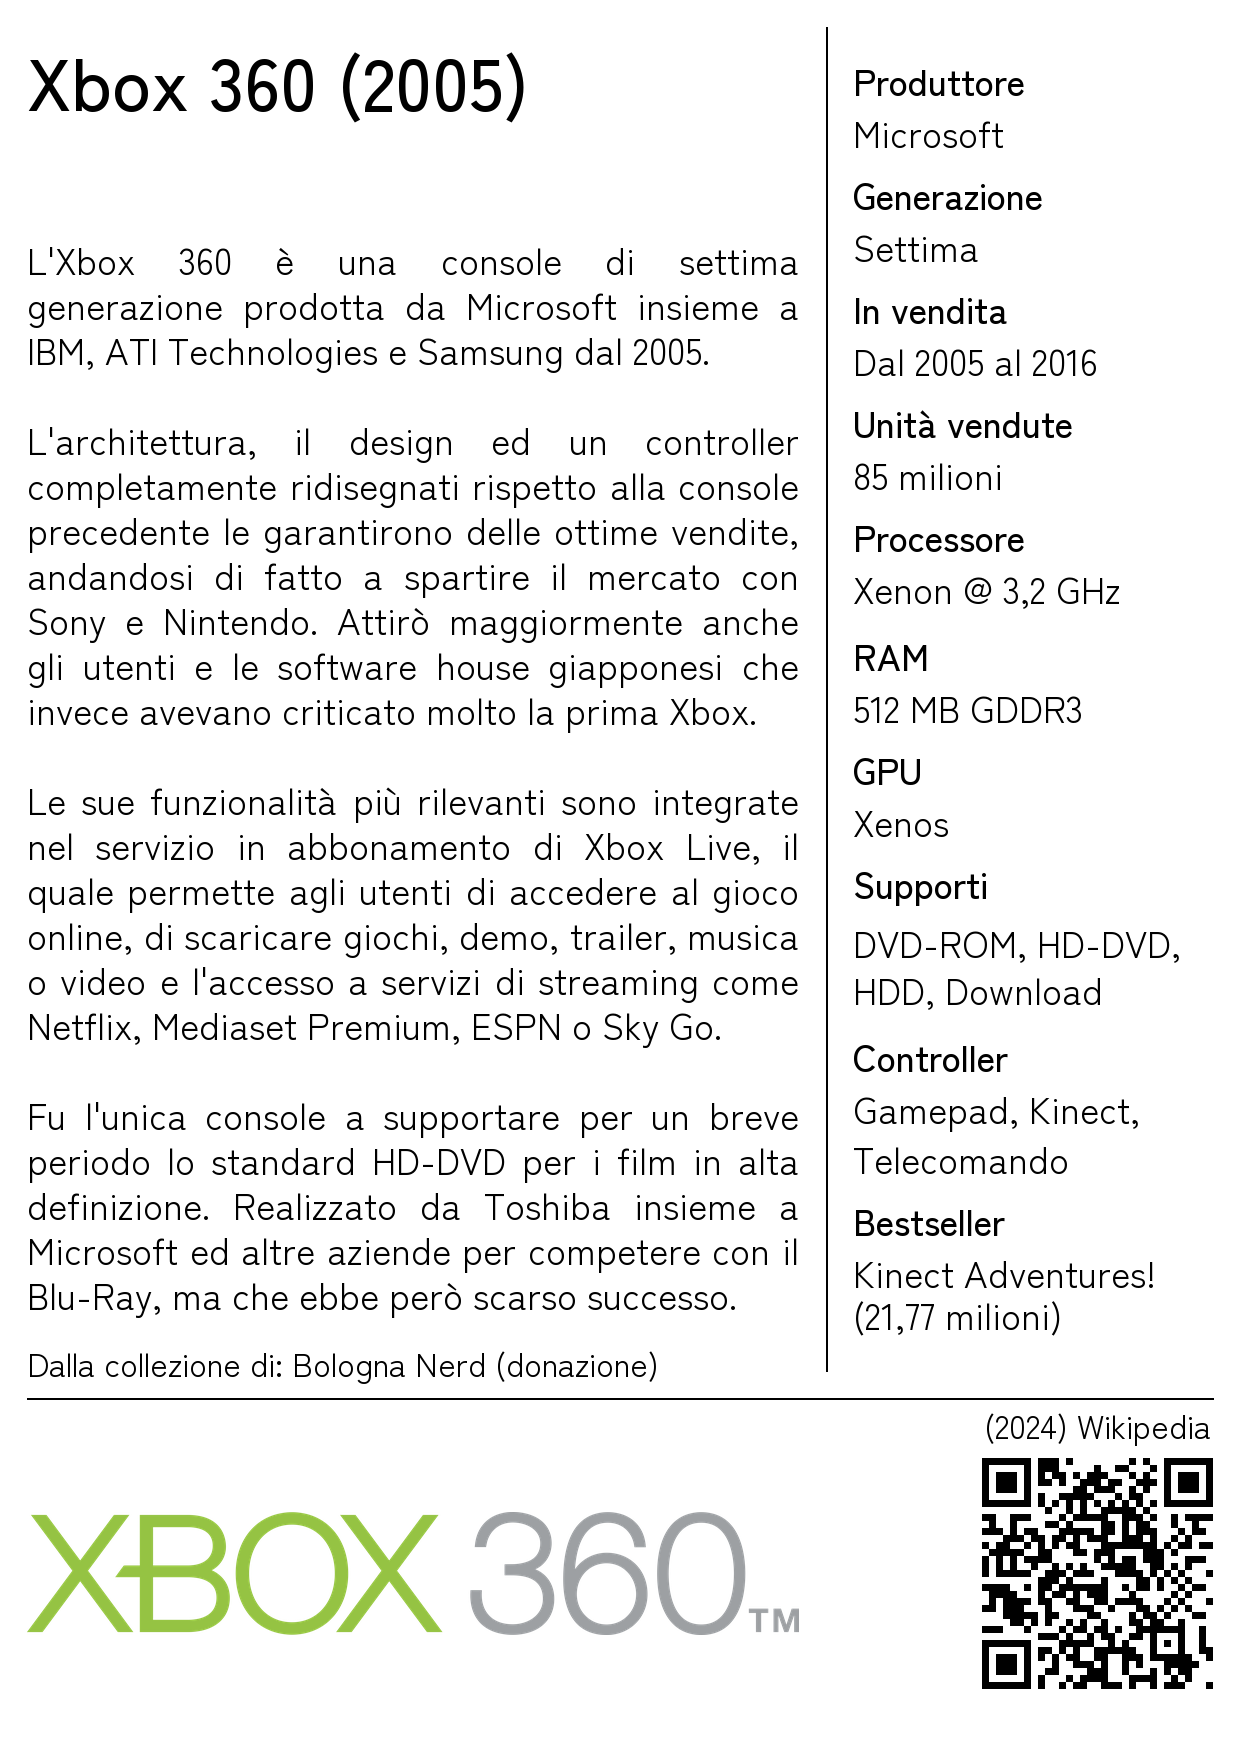 Xbox 360 (2005)
L'Xbox 360 è una console di settima
generazione prodotta da Microsoft insieme a
IBM, ATI Technologies e Samsung dal 2005.
L'architettura, il design ed un controller
completamente ridisegnati rispetto alla console
precedente le garantirono delle ottime vendite,
andandosi di fatto a spartire il mercato con
Sony e Nintendo. Attirò maggiormente anche
gli utenti e le software house giapponesi che
invece avevano criticato molto la prima Xbox.
Le sue funzionalità più rilevanti sono integrate
nel servizio in abbonamento di Xbox Live, il
quale permette agli utenti di accedere al gioco
online, di scaricare giochi, demo, trailer, musica
o video e l'accesso a servizi di streaming come
Netflix, Mediaset Premium, ESPN o Sky Go.
Fu l'unica console a supportare per un breve
periodo lo standard HD-DVD per i film in alta
definizione. Realizzato da Toshiba insieme a
Microsoft ed altre aziende per competere con il
Blu-Ray, ma che ebbe però scarso successo.
Dalla collezione di: Bologna Nerd (donazione)
Produttore
Microsoft
Generazione
Settima
In vendita
Dal 2005 al 2016
Unità vendute
85 milioni
Processore
Xenon @ 3,2 GHz
RAM
512 MB GDDR3
GPU
Xenos
Supporti
DVD-ROM, HD-DVD,
HDD, Download
Controller
Gamepad, Kinect,
Telecomando
Bestseller
Kinect Adventures!
(21,77 milioni)
(2024) Wikipedia
XBOX 360™